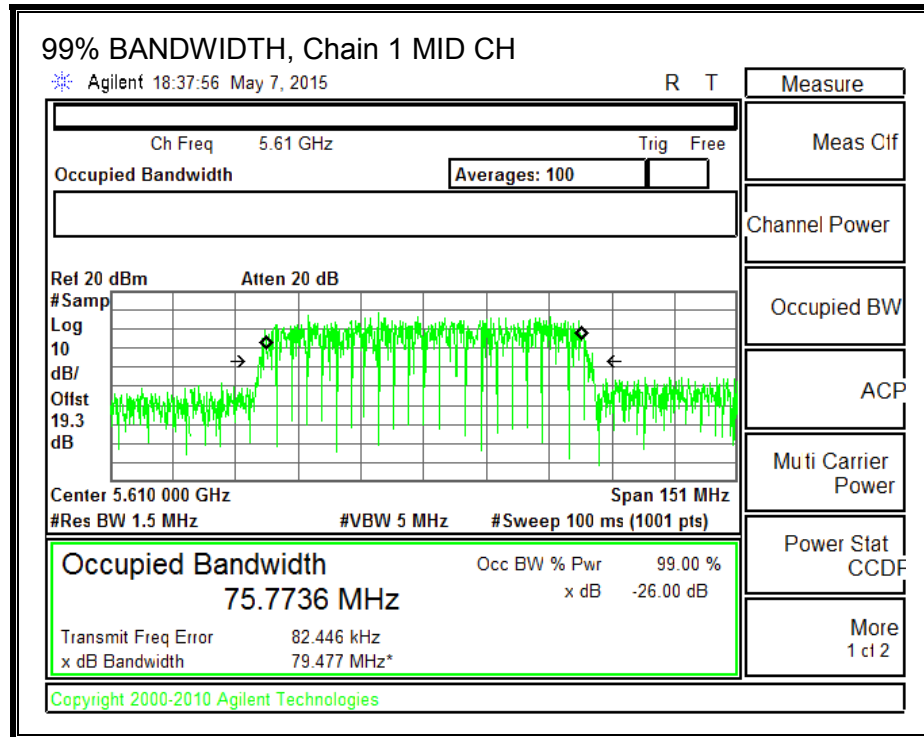 99% BANDWIDTH, Chain 1 MID CH
Agilent 18:37:56 May 7, 2015 R T
Measure
Ch Freq 5.61 GHz Trig Free
Meas Off
Occupied Bandwidth Averages: 100
Channel Power
Ref 20 dBm Atten 20 dB
#Samp
Log
10
dB/
Offst
19.3
dB
Occupied BW
ACP
Multi Carrier
Power
Center 5.610 000 GHz Span 151 MHz
#Res BW 1.5 MHz #VBW 5 MHz #Sweep 100 ms (1001 pts)
Power Stat
CCDF
Occupied Bandwidth Occ BW % Pwr 99.00 %
75.7736 MHz x dB -26.00 dB
Transmit Freq Error 82.446 kHz
x dB Bandwidth 79.477 MHz*
More
1 of 2
Copyright 2000-2010 Agilent Technologies